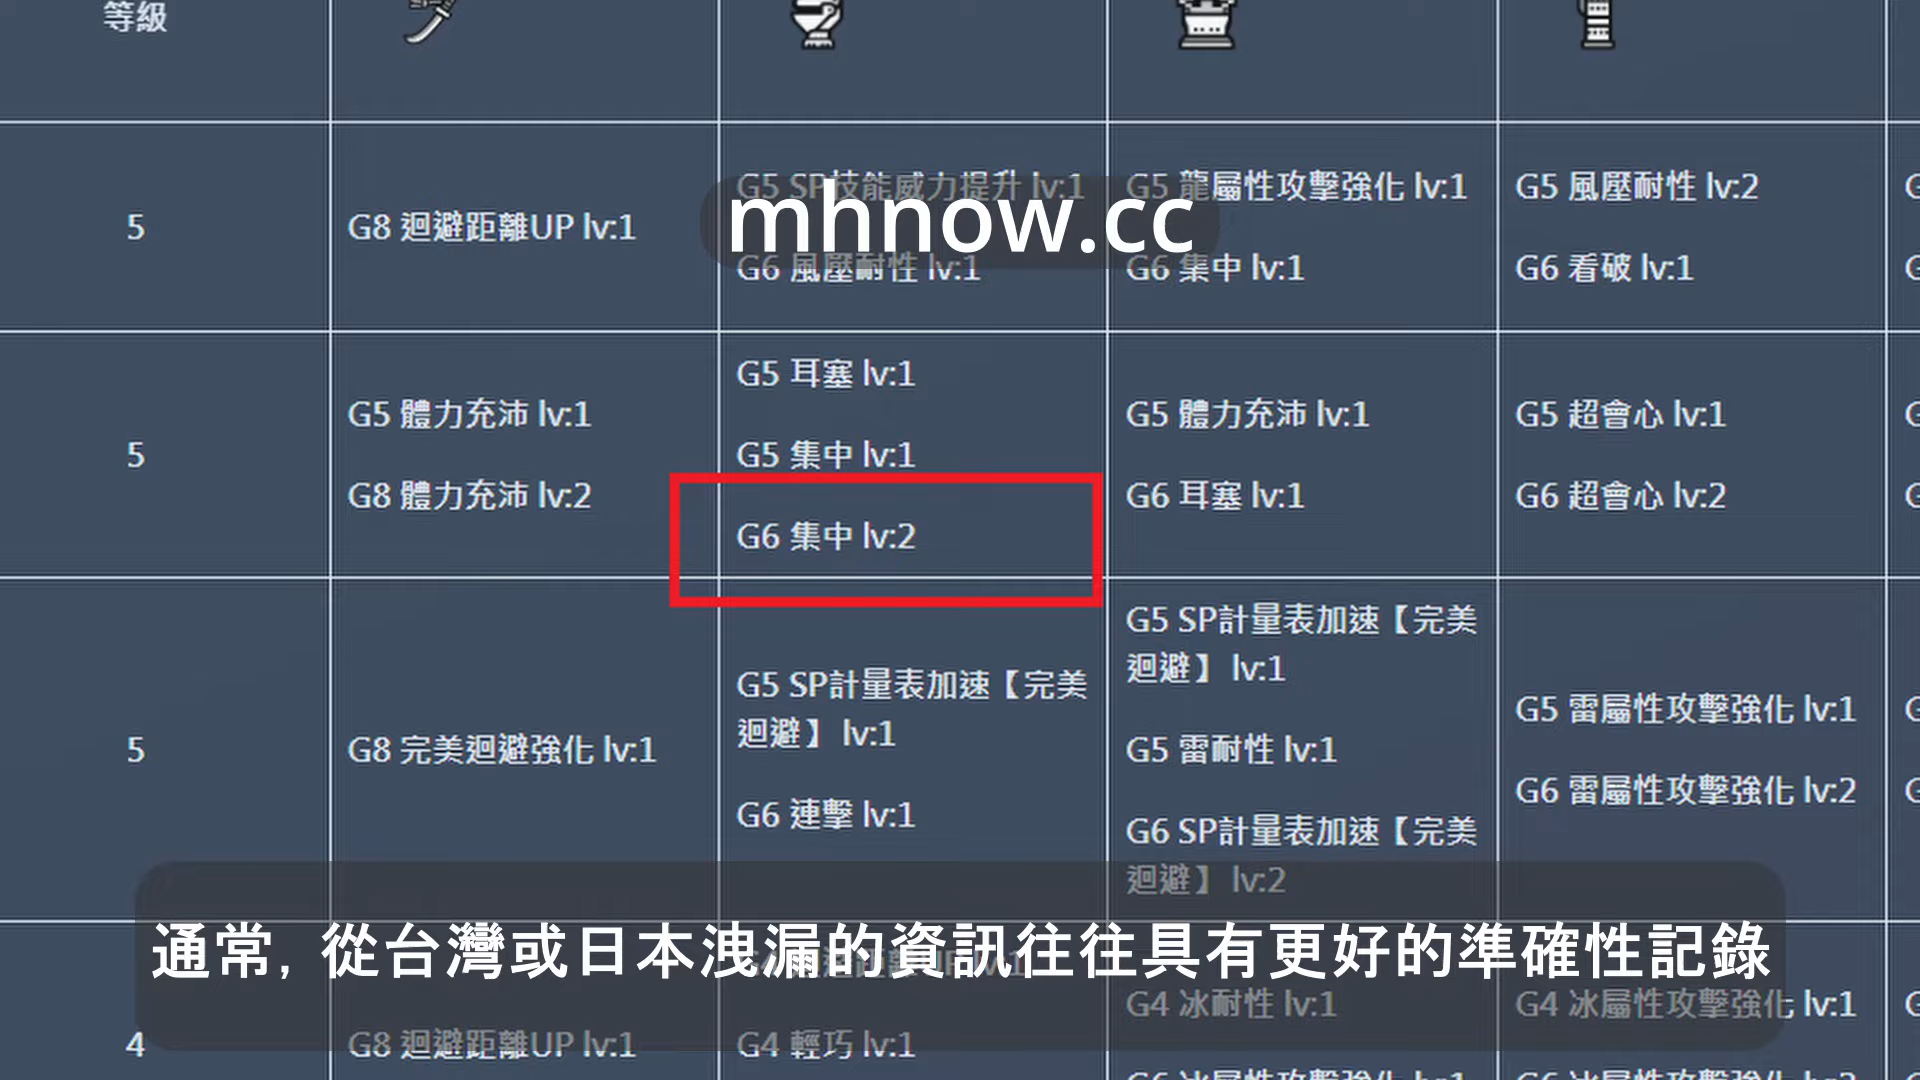 等級
5
G8 迴避距離UP lv:1
G5 SP技能威力提升 lv:1
G6 風壓耐性 lv:1
G5 龍屬性攻擊強化 lv:1
G6 集中 lv:1
G5 風壓耐性 lv:2
G6 看破 lv:1
mhnow.cc
5
G5 體力充沛 lv:1
G8 體力充沛 lv:2
G5 耳塞 lv:1
G5 集中 lv:1
G6 集中 lv:2
G5 體力充沛 lv:1
G6 耳塞 lv:1
G5 超會心 lv:1
G6 超會心 lv:2
5
G8 完美迴避強化 lv:1
G5 SP計量表加速【完美
迴避】 lv:1
G6 連擊 lv:1
G5 SP計量表加速【完美
迴避】 lv:1
G5 雷耐性 lv:1
G6 SP計量表加速【完美
迴避】 lv:2
G5 雷屬性攻擊強化 lv:1
G6 雷屬性攻擊強化 lv:2
通常, 從台灣或日本洩漏的資訊往往具有更好的準確性記錄
4
G8 迴避距離UP lv:1
G4 輕巧 lv:1
G4 冰耐性 lv:1
G4 冰屬性攻擊強化 lv:1